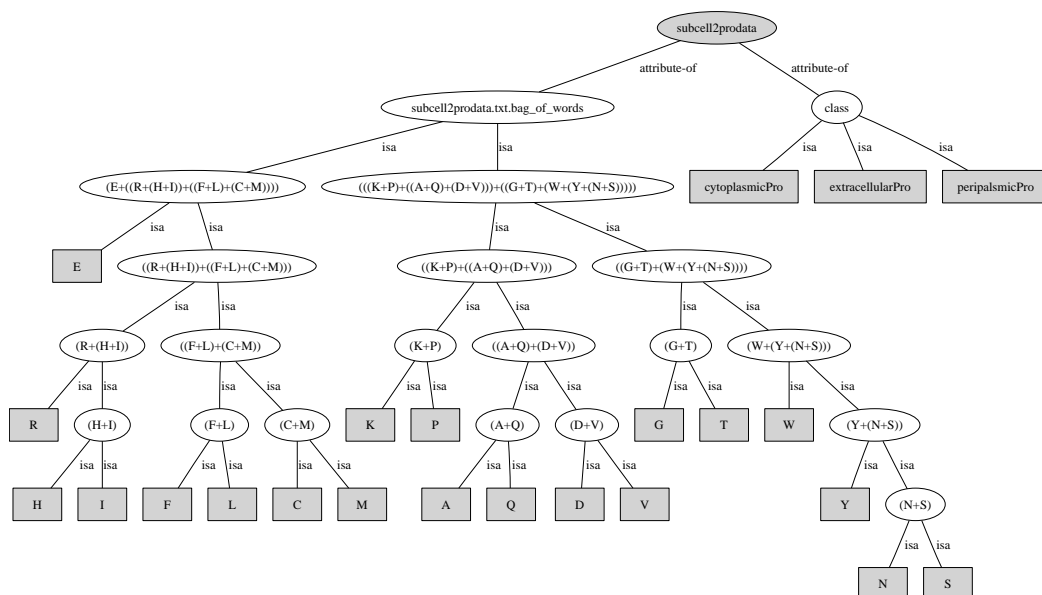 subcell2prodata
attribute-of
attribute-of
subcell2prodata.txt.bag_of_words
class
isa
isa
isa
isa
isa
(E+((R+(H+I))+((F+L)+(C+M))))
(((K+P)+((A+Q)+(D+V)))+((G+T)+(W+(Y+(N+S)))))
cytoplasmicPro
extracellularPro
peripalsmicPro
isa
isa
isa
isa
E
((R+(H+I))+((F+L)+(C+M)))
((K+P)+((A+Q)+(D+V)))
((G+T)+(W+(Y+(N+S))))
isa
isa
isa
isa
isa
isa
(R+(H+I))
((F+L)+(C+M))
(K+P)
((A+Q)+(D+V))
(G+T)
(W+(Y+(N+S)))
isa
isa
isa
isa
isa
isa
isa
isa
isa
isa
isa
isa
R
(H+I)
(F+L)
(C+M)
K
P
(A+Q)
(D+V)
G
T
W
(Y+(N+S))
isa
isa
isa
isa
isa
isa
isa
isa
isa
isa
isa
isa
H
I
F
L
C
M
A
Q
D
V
Y
(N+S)
isa
isa
N
S